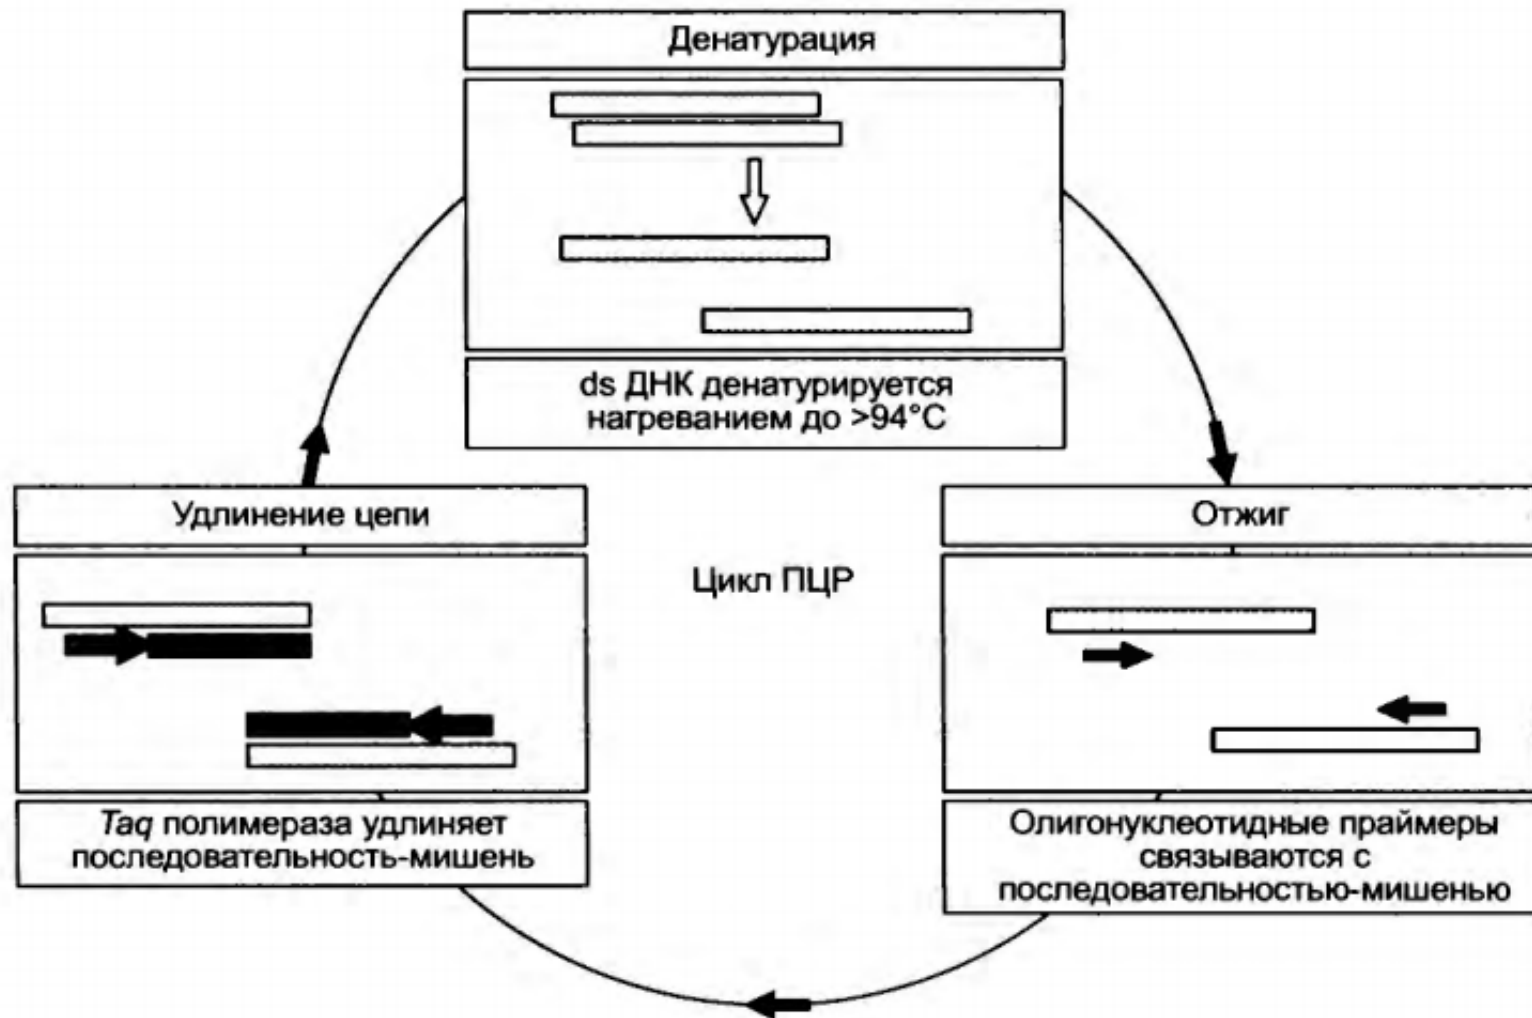 Денатурация
ds ДНК денатурируется
нагреванием до >94°C
Удлинение цепи
Отжиг
Цикл ПЦР
Taq полимераза удлиняет
последовательность-мишень
Олигонуклеотидные праймеры
связываются с
последовательностью-мишенью